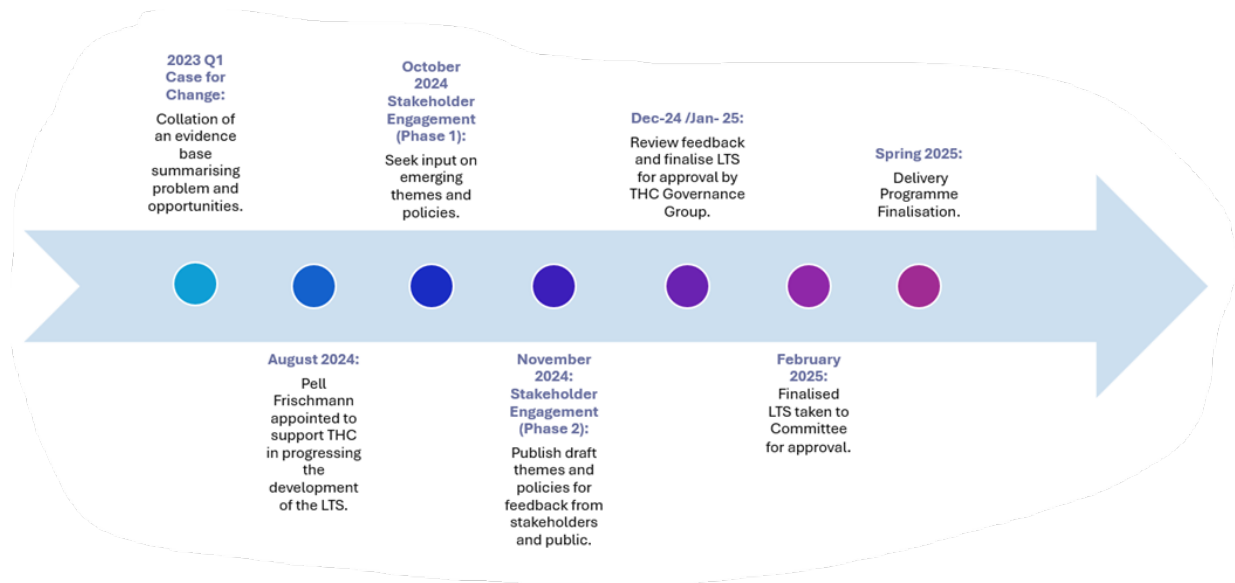 2023 Q1
Case for
Change:
Collation of
an evidence
base
summarising
problem and
opportunities.
August 2024:
Pell
Frischmann
appointed to
support THC
in progressing
the
development
of the LTS.
October
2024
Stakeholder
Engagement
(Phase 1):
Seek input on
emerging
themes and
policies.
November
2024:
Stakeholder
Engagement
(Phase 2):
Publish draft
themes and
policies for
feedback from
stakeholders
and public.
Dec-24 /Jan- 25:
Review feedback
and finalise LTS
for approval by
THC Governance
Group.
February
2025:
Finalised
LTS taken to
Committee
for approval.
Spring 2025:
Delivery
Programme
Finalisation.